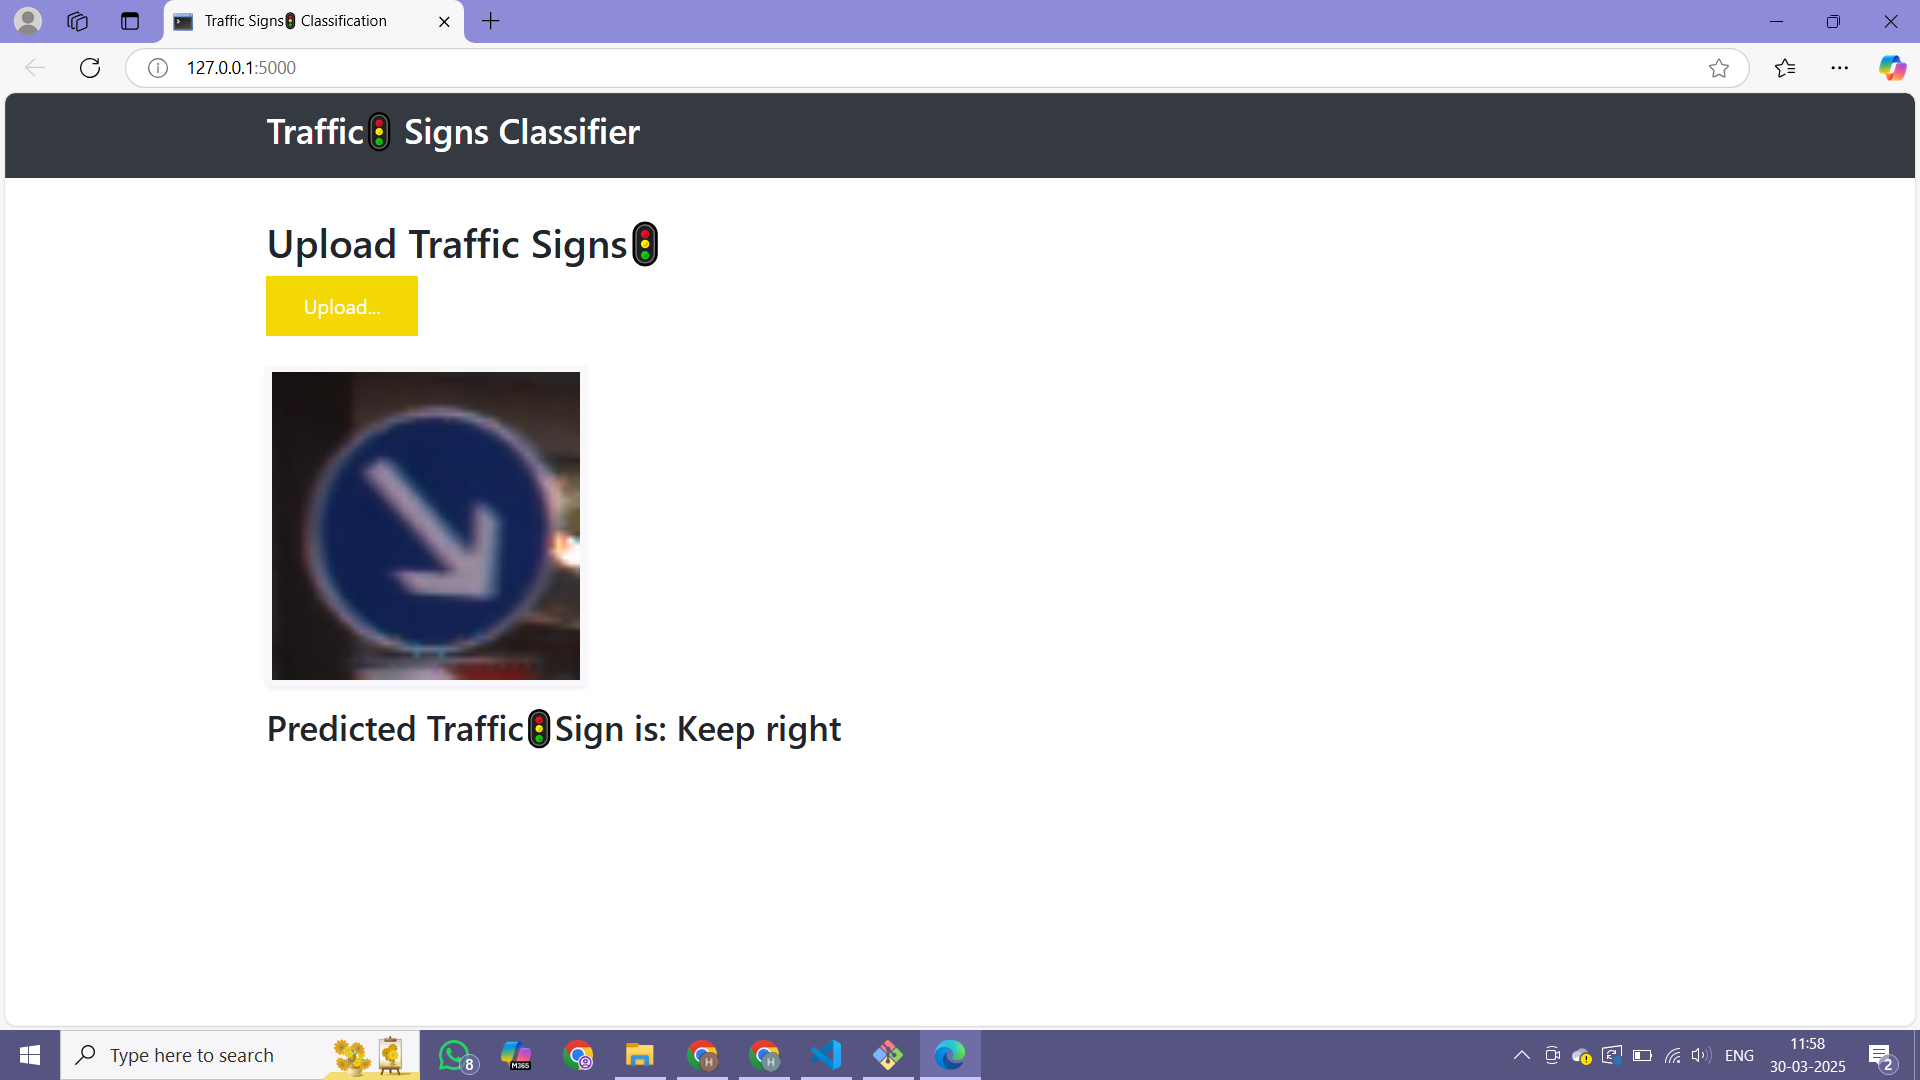 Traffic Signs🚦 Classification
127.0.0.1:5000
Traffic🚦 Signs Classifier
Upload Traffic Signs🚦
Upload...
Predicted Traffic🚦Sign is: Keep right
Type here to search
8
M365
H
H
ENG
11:58
30-03-2025
2